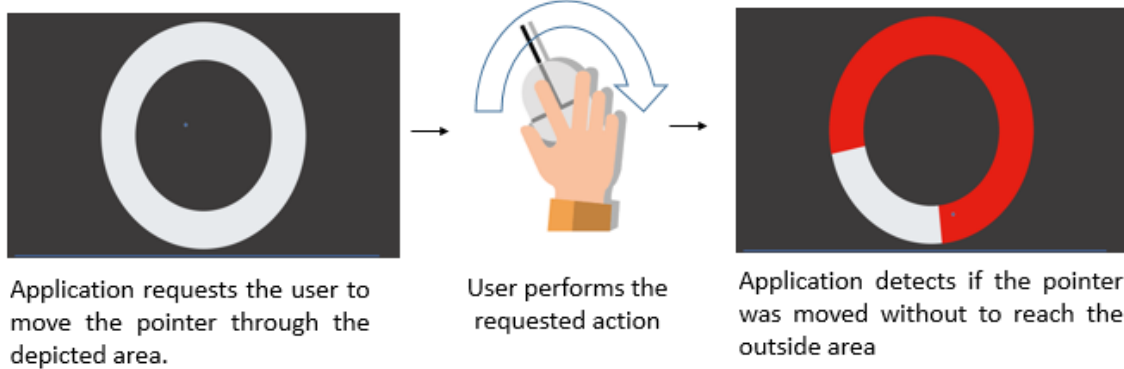 Application requests the user to
move the pointer through the
depicted area.
User performs the
requested action
Application detects if the pointer
was moved without to reach the
outside area